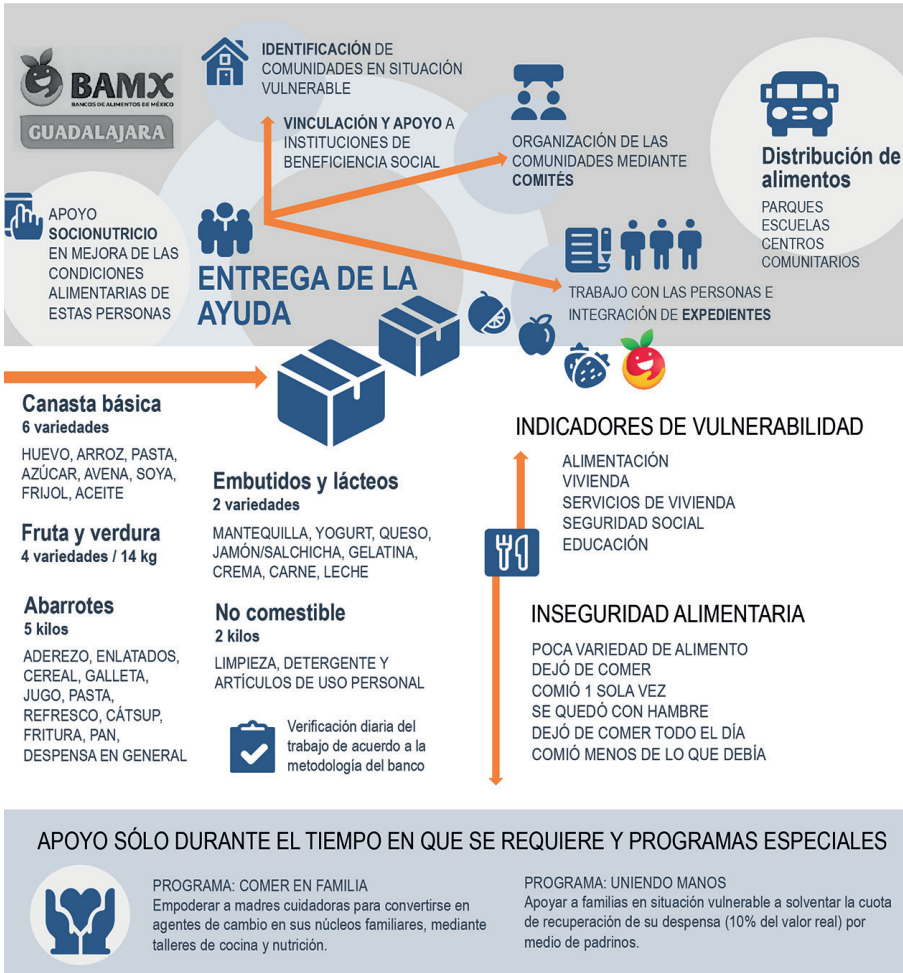 BAMX
BANCOS DE ALIMENTOS DE MÉXICO
GUADALAJARA
IDENTIFICACIÓN DE
COMUNIDADES EN SITUACIÓN
VULNERABLE
VINCULACIÓN Y APOYO A
INSTITUCIONES DE
BENEFICIENCIA SOCIAL
ORGANIZACIÓN DE LAS
COMUNIDADES MEDIANTE
COMITÉS
Distribución de
alimentos
PARQUES
ESCUELAS
CENTROS
COMUNITARIOS
APOYO
SOCIONUTRICIO
EN MEJORA DE LAS
CONDICIONES
ALIMENTARIAS DE
ESTAS PERSONAS
ENTREGA DE LA
AYUDA
TRABAJO CON LAS PERSONAS E
INTEGRACIÓN DE EXPEDIENTES
Canasta básica
6 variedades
HUEVO, ARROZ, PASTA,
AZÚCAR, AVENA, SOYA,
FRIJOL, ACEITE
Fruta y verdura
4 variedades / 14 kg
Abarrotes
5 kilos
ADEREZO, ENLATADOS,
CEREAL, GALLETA,
JUGO, PASTA,
REFRESCO, CÁTSUP,
FRITURA, PAN,
DESPENSA EN GENERAL
Embutidos y lácteos
2 variedades
MANTEQUILLA, YOGURT, QUESO,
JAMÓN/SALCHICHA, GELATINA,
CREMA, CARNE, LECHE
No comestible
2 kilos
LIMPIEZA, DETERGENTE Y
ARTÍCULOS DE USO PERSONAL
Verificación diaria del
trabajo de acuerdo a la
metodología del banco
INDICADORES DE VULNERABILIDAD
ALIMENTACIÓN
VIVIENDA
SERVICIOS DE VIVIENDA
SEGURIDAD SOCIAL
EDUCACIÓN
INSEGURIDAD ALIMENTARIA
POCA VARIEDAD DE ALIMENTO
DEJÓ DE COMER
COMIÓ 1 SOLA VEZ
SE QUEDÓ CON HAMBRE
DEJÓ DE COMER TODO EL DÍA
COMIÓ MENOS DE LO QUE DEBÍA
APOYO SÓLO DURANTE EL TIEMPO EN QUE SE REQUIERE Y PROGRAMAS ESPECIALES
PROGRAMA: COMER EN FAMILIA
Empoderar a madres cuidadoras para convertirse en
agentes de cambio en sus núcleos familiares, mediante
talleres de cocina y nutrición.
PROGRAMA: UNIENDO MANOS
Apoyar a familias en situación vulnerable a solventar la cuota
de recuperación de su despensa (10% del valor real) por
medio de padrinos.